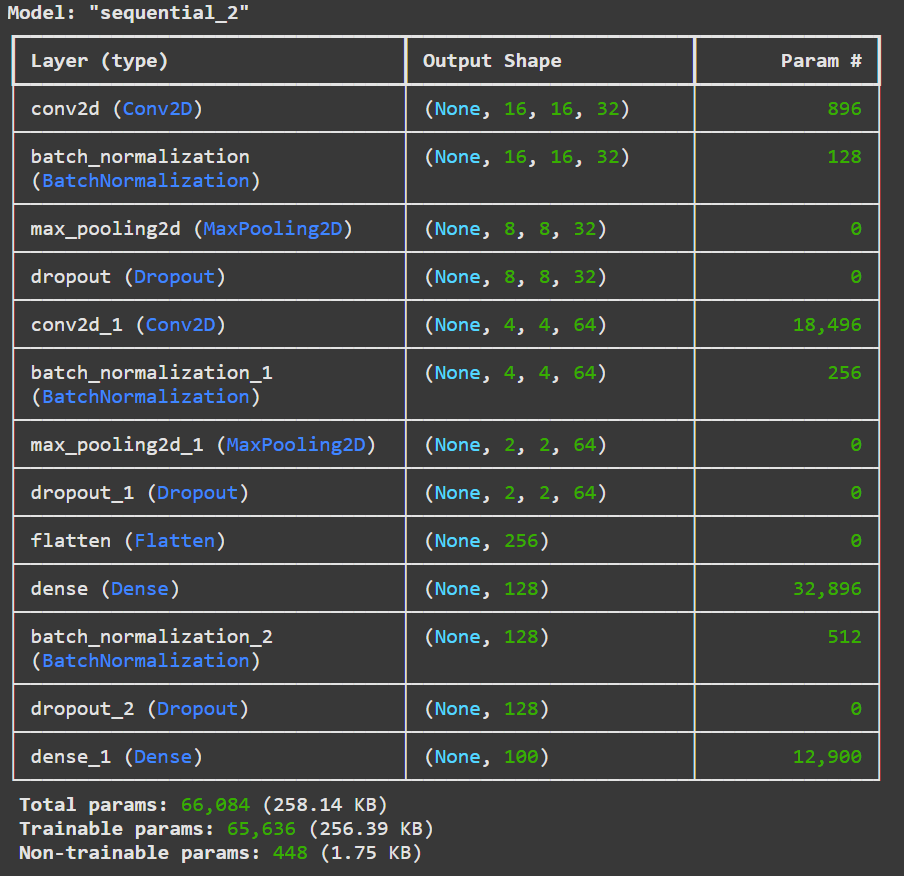 Model: "sequential_2"
Layer (type) Output Shape Param #
conv2d (Conv2D) (None, 16, 16, 32) 896
batch_normalization (None, 16, 16, 32) 128
(BatchNormalization)
max_pooling2d (MaxPooling2D) (None, 8, 8, 32) 0
dropout (Dropout) (None, 8, 8, 32) 0
conv2d_1 (Conv2D) (None, 4, 4, 64) 18,496
batch_normalization_1 (None, 4, 4, 64) 256
(BatchNormalization)
max_pooling2d_1 (MaxPooling2D) (None, 2, 2, 64) 0
dropout_1 (Dropout) (None, 2, 2, 64) 0
flatten (Flatten) (None, 256) 0
dense (Dense) (None, 128) 32,896
batch_normalization_2 (None, 128) 512
(BatchNormalization)
dropout_2 (Dropout) (None, 128) 0
dense_1 (Dense) (None, 100) 12,900
Total params: 66,084 (258.14 KB)
Trainable params: 65,636 (256.39 KB)
Non-trainable params: 448 (1.75 KB)